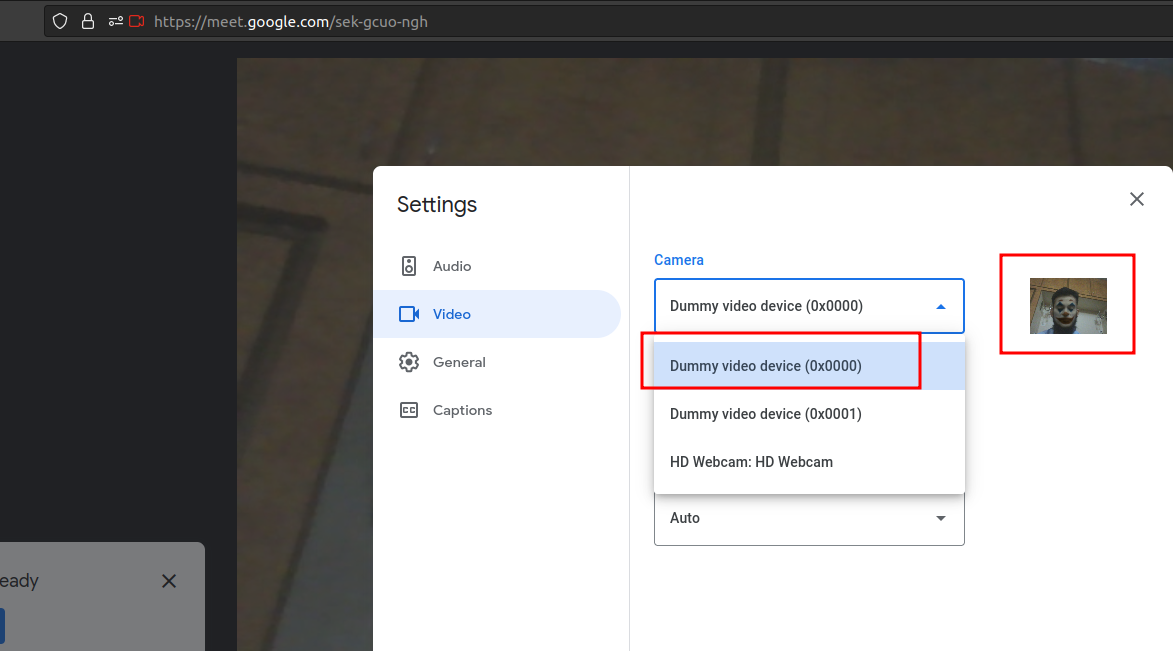 https://meet.google.com/sek-gcuo-ngh
Settings
Audio
Video
General
Captions
Camera
Dummy video device (0x0000)
Dummy video device (0x0000)
Dummy video device (0x0001)
HD Webcam: HD Webcam
Auto
eady